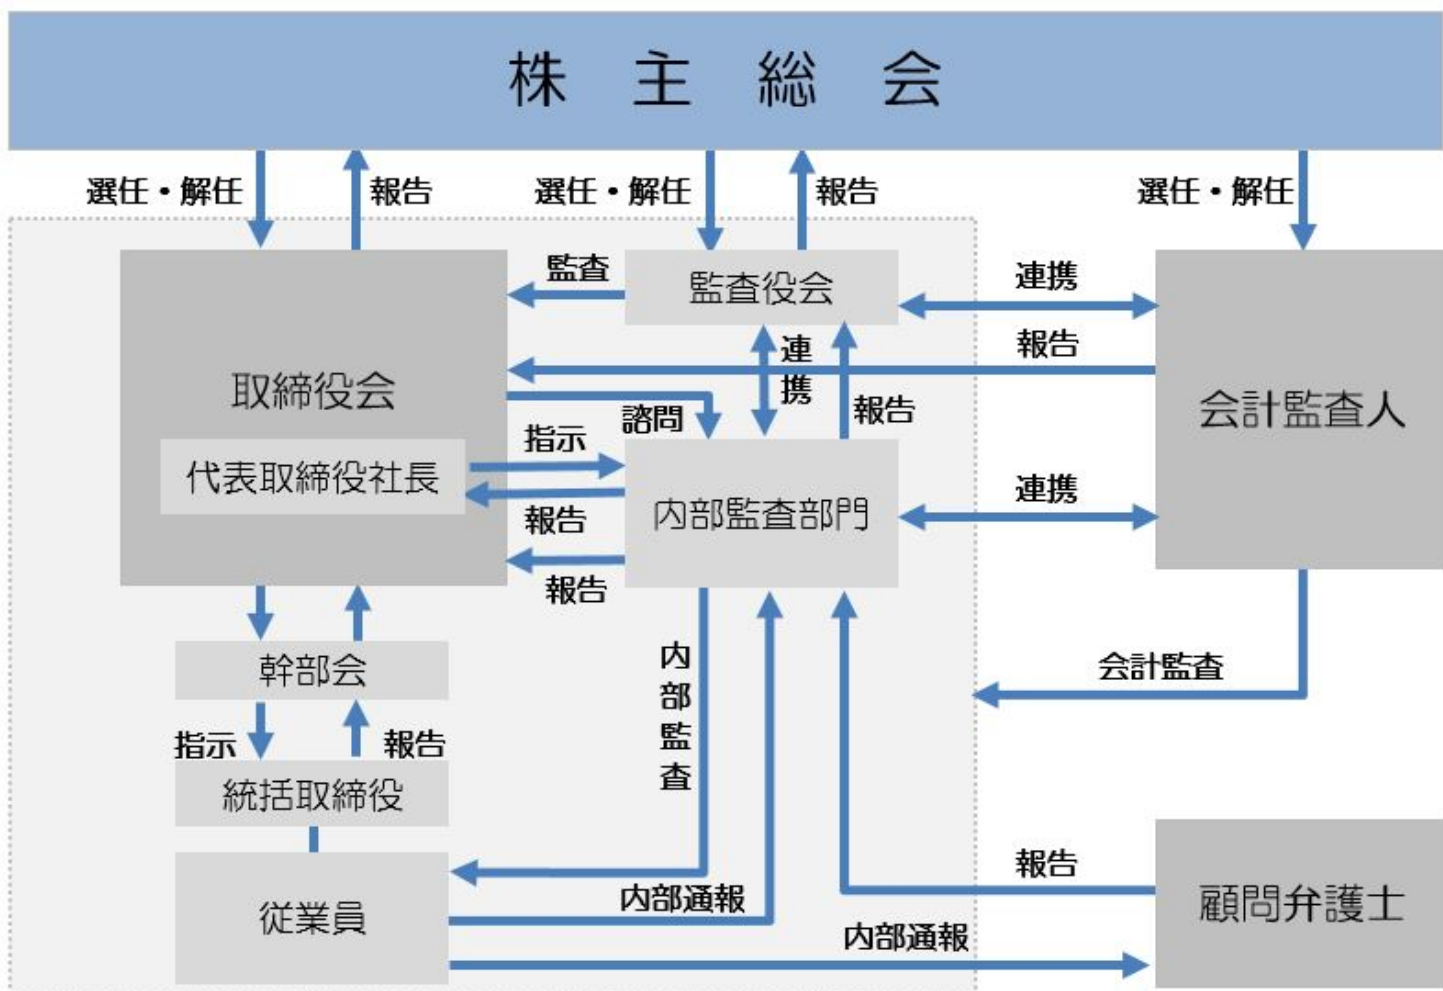 株主総会
選任・解任
報告
選任・解任
報告
選任・解任
監査
監査役会
連携
報告
連携
取締役会
諮問
報告
会計監査人
指示
代表取締役社長
内部監査部門
連携
報告
報告
幹部会
内部監査
会計監査
指示
報告
統括取締役
報告
内部通報
従業員
顧問弁護士
内部通報